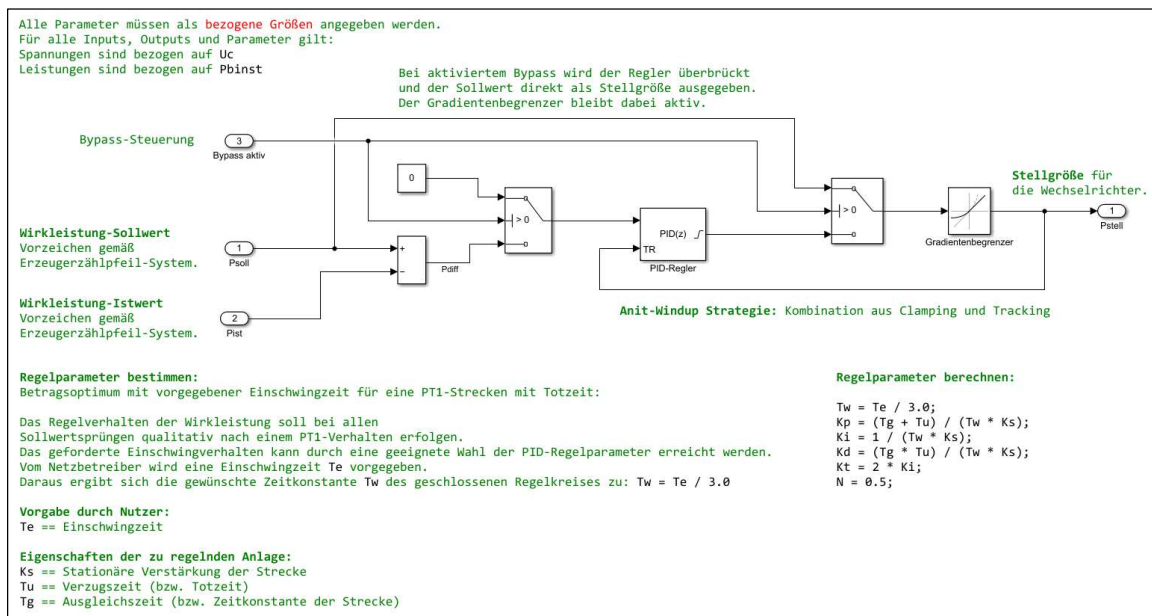 Alle Parameter müssen als bezogene Größen angegeben werden.
Für alle Inputs, Outputs und Parameter gilt:
Spannungen sind bezogen auf Uc
Leistungen sind bezogen auf Pbinst
Bei aktiviertem Bypass wird der Regler überbrückt
und der Sollwert direkt als Stellgröße ausgegeben.
Der Gradientenbegrenzer bleibt dabei aktiv.
Bypass-Steuerung
3
Bypass aktiv
0
> 0
> 0
Stellgröße für
die Wechselrichter.
1
Pstell
Gradientenbegrenzer
PID(z)
TR
PID-Regler
Wirkleistung-Sollwert
Vorzeichen gemäß
Erzeugerzählpfeil-System.
1
Psoll
+
−
Pdiff
Wirkleistung-Istwert
Vorzeichen gemäß
Erzeugerzählpfeil-System.
2
Pist
Anit-Windup Strategie: Kombination aus Clamping und Tracking
Regelparameter bestimmen:
Betragsoptimum mit vorgegebener Einschwingzeit für eine PT1-Strecken mit Totzeit:
Das Regelverhalten der Wirkleistung soll bei allen
Sollwertsprüngen qualitativ nach einem PT1-Verhalten erfolgen.
Das geforderte Einschwingverhalten kann durch eine geeignete Wahl der PID-Regelparameter erreicht werden.
Vom Netzbetreiber wird eine Einschwingzeit Te vorgegeben.
Daraus ergibt sich die gewünschte Zeitkonstante Tw des geschlossenen Regelkreises zu: Tw = Te / 3.0
Vorgabe durch Nutzer:
Te == Einschwingzeit
Eigenschaften der zu regelnden Anlage:
Ks == Stationäre Verstärkung der Strecke
Tu == Verzugszeit (bzw. Totzeit)
Tg == Ausgleichszeit (bzw. Zeitkonstante der Strecke)
Regelparameter berechnen:
Tw = Te / 3.0;
Kp = (Tg + Tu) / (Tw * Ks);
Ki = 1 / (Tw * Ks);
Kd = (Tg * Tu) / (Tw * Ks);
Kt = 2 * Ki;
N = 0.5;